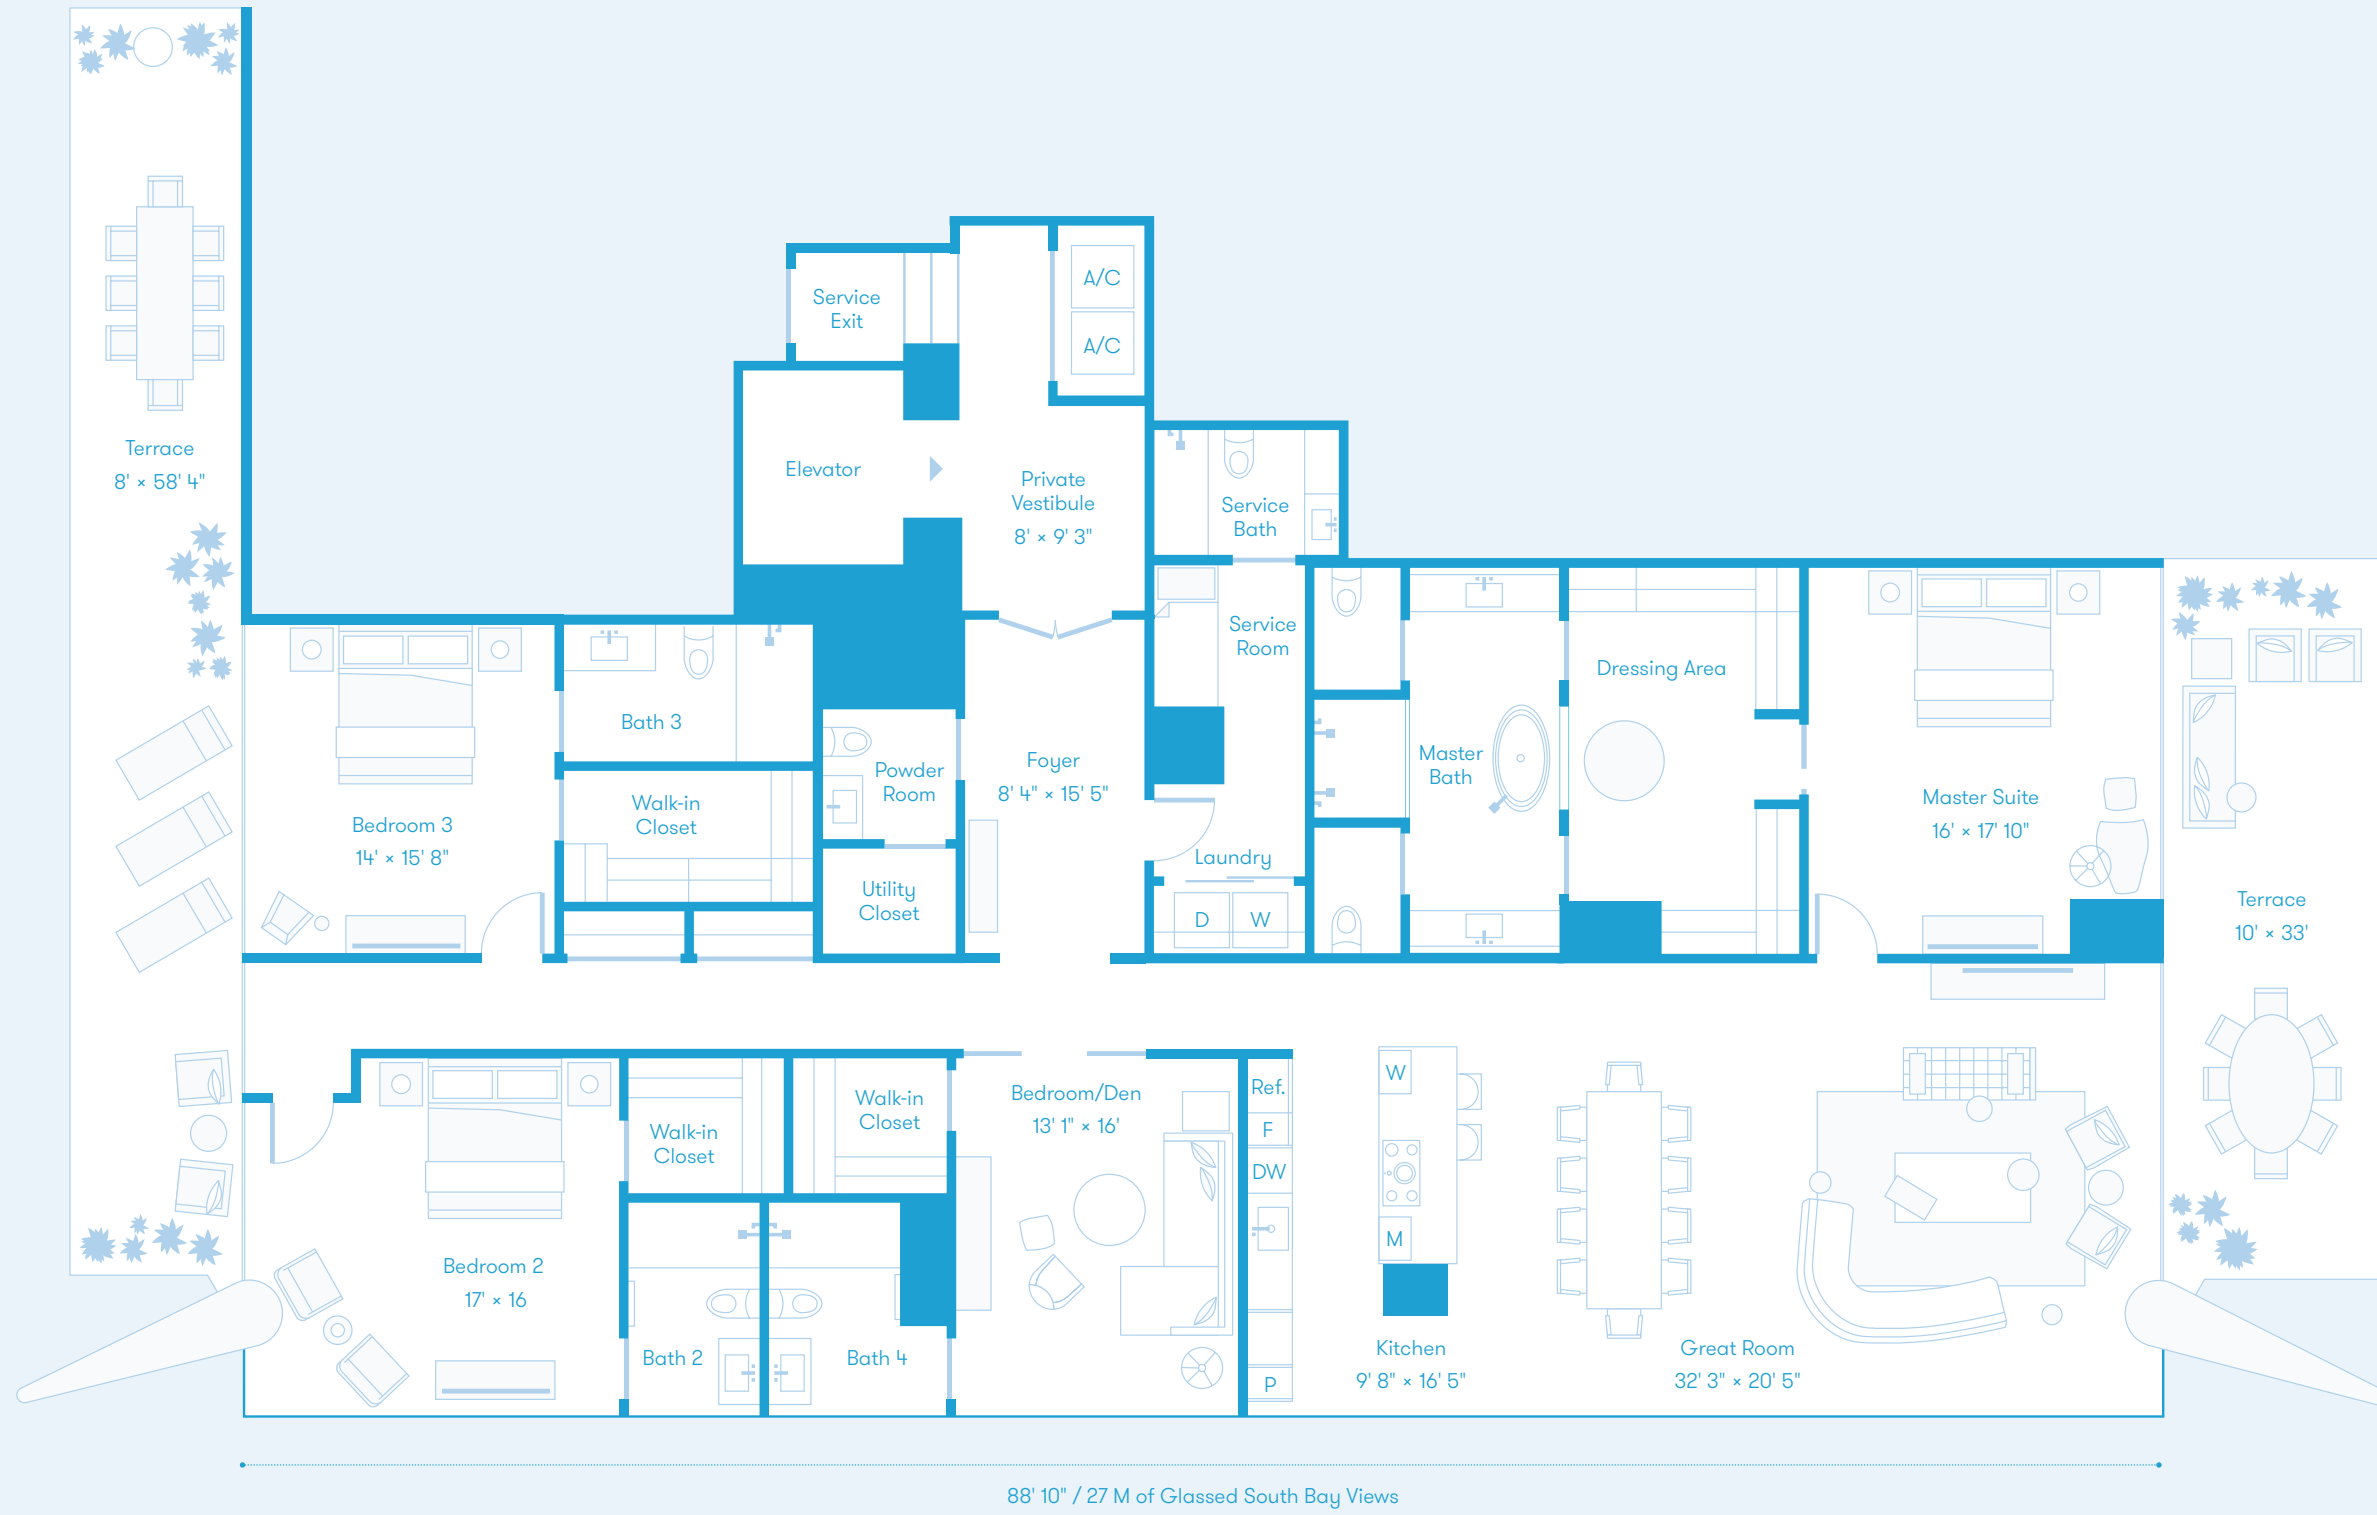 A/C
Service
Exit
A/C
Terrace
8' × 58' 4"
Elevator
Private
Vestibule
8' × 9' 3"
Service
Bath
Service
Room
Dressing Area
Bath 3
Master
Bath
Foyer
8' 4" × 15' 5"
Powder
Room
Walk-in
Closet
Bedroom 3
14' × 15' 8"
Master Suite
16' × 17' 10"
Laundry
Utility
Closet
D
W
Terrace
10' × 33'
W
Ref.
Bedroom/Den
13' 1" × 16'
Walk-in
Closet
Walk-in
Closet
F
DW
M
Bedroom 2
17' × 16
Bath 2
Bath 4
Kitchen
9' 8" × 16' 5"
Great Room
32' 3" × 20' 5"
P
88' 10" / 27 M of Glassed South Bay Views